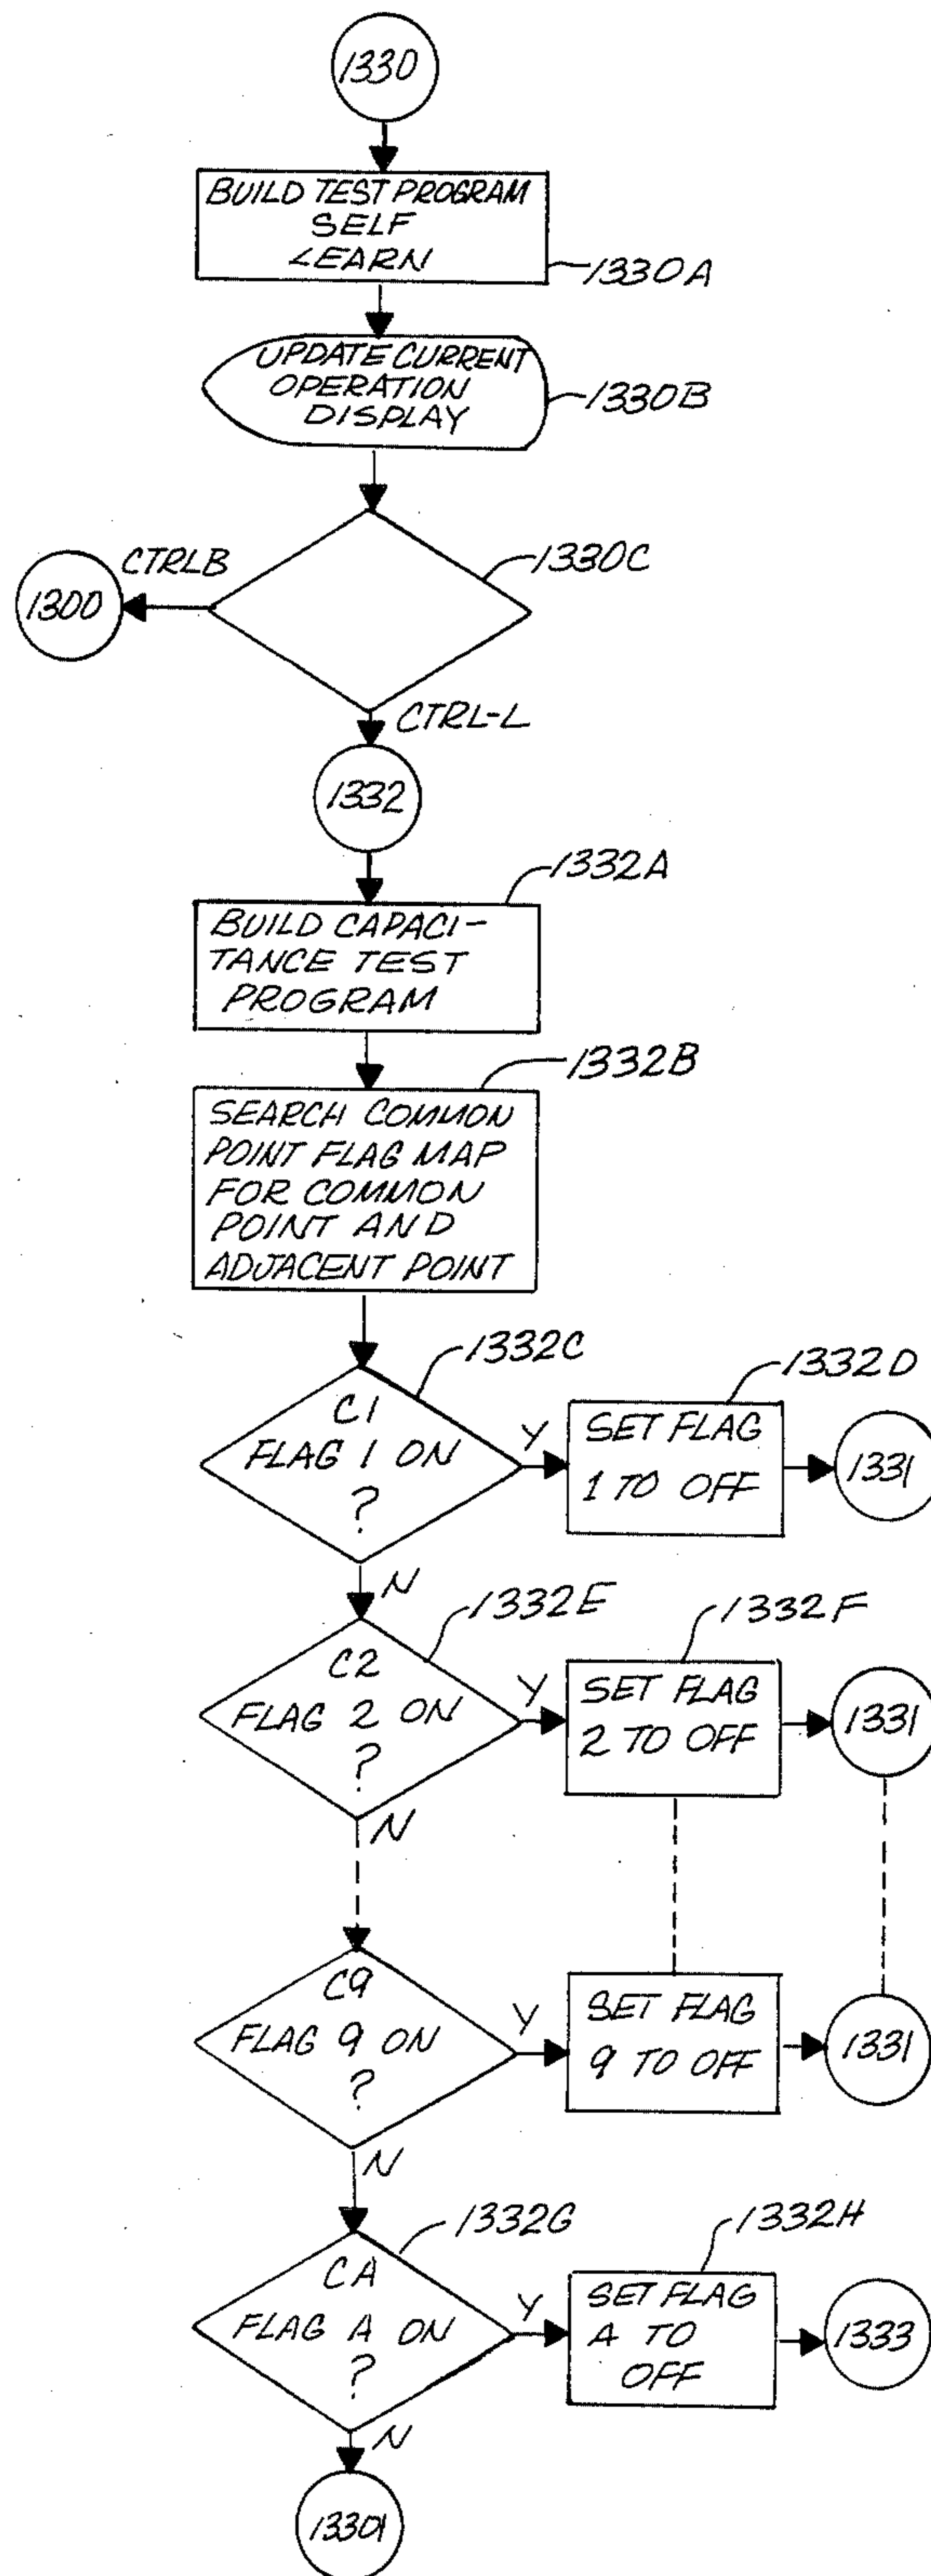 1330
BUILD TEST PROGRAM
SELF
LEARN
1330A
UPDATE CURRENT
OPERATION
DISPLAY
1330B
1330C
CTRLB
1300
CTRL-L
1332
1332A
BUILD CAPACI-
TANCE TEST
PROGRAM
1332B
SEARCH COMMON
POINT FLAG MAP
FOR COMMON
POINT AND
ADJACENT POINT
1332C
C1
FLAG 1 ON
?
Y
1332D
SET FLAG
1 TO OFF
1331
N
1332E
C2
FLAG 2 ON
?
Y
1332F
SET FLAG
2 TO OFF
1331
N
C9
FLAG 9 ON
?
Y
SET FLAG
9 TO OFF
1331
N
1332G
CA
FLAG A ON
?
Y
1332H
SET FLAG
A TO
OFF
1333
N
13301